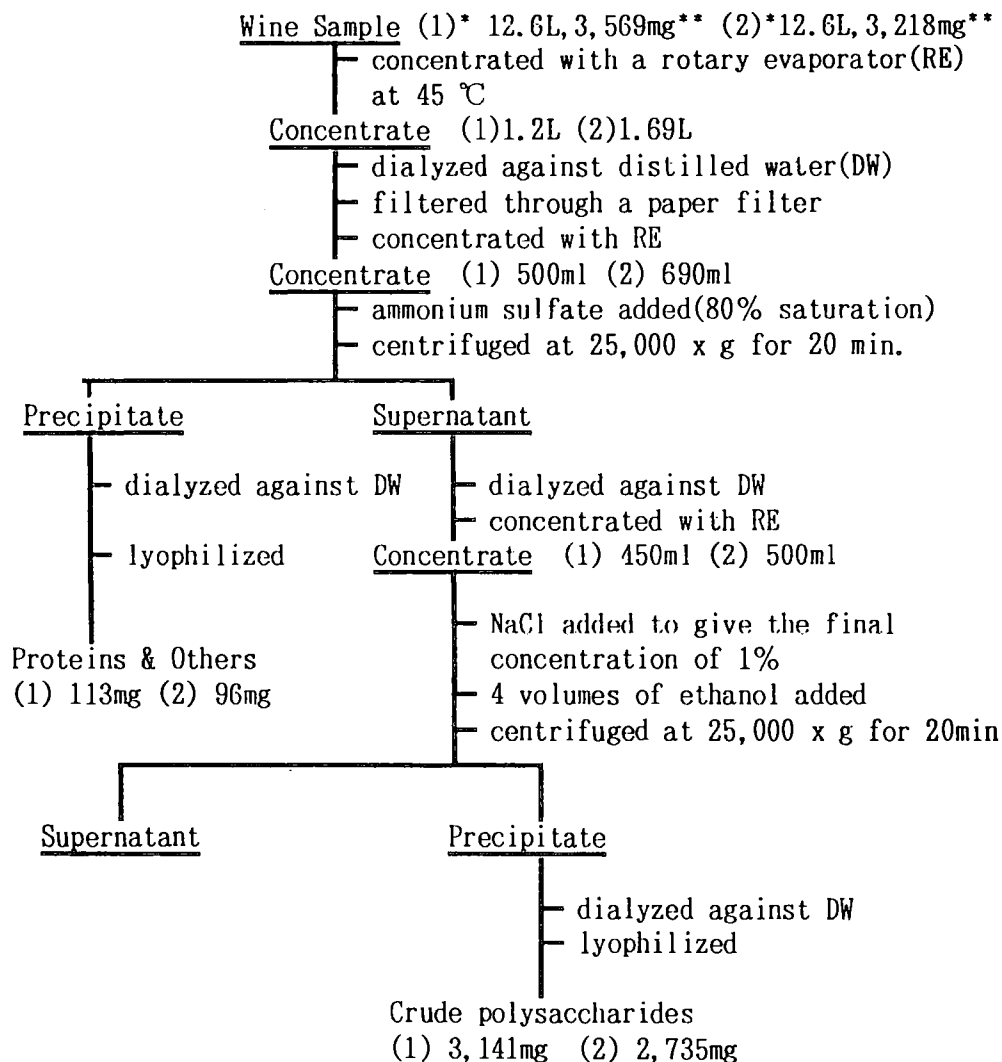 Wine Sample (1)* 12.6L, 3,569mg** (2)*12.6L, 3,218mg**
concentrated with a rotary evaporator(RE)
at 45 ℃
Concentrate (1)1.2L (2)1.69L
dialyzed against distilled water(DW)
filtered through a paper filter
concentrated with RE
Concentrate (1) 500ml (2) 690ml
ammonium sulfate added(80% saturation)
centrifuged at 25,000 x g for 20 min.
Precipitate
Supernatant
dialyzed against DW
lyophilized
Proteins & Others
(1) 113mg (2) 96mg
dialyzed against DW
concentrated with RE
Concentrate (1) 450ml (2) 500ml
NaCl added to give the final
concentration of 1%
4 volumes of ethanol added
centrifuged at 25,000 x g for 20min
Supernatant
Precipitate
dialyzed against DW
lyophilized
Crude polysaccharides
(1) 3,141mg (2) 2,735mg